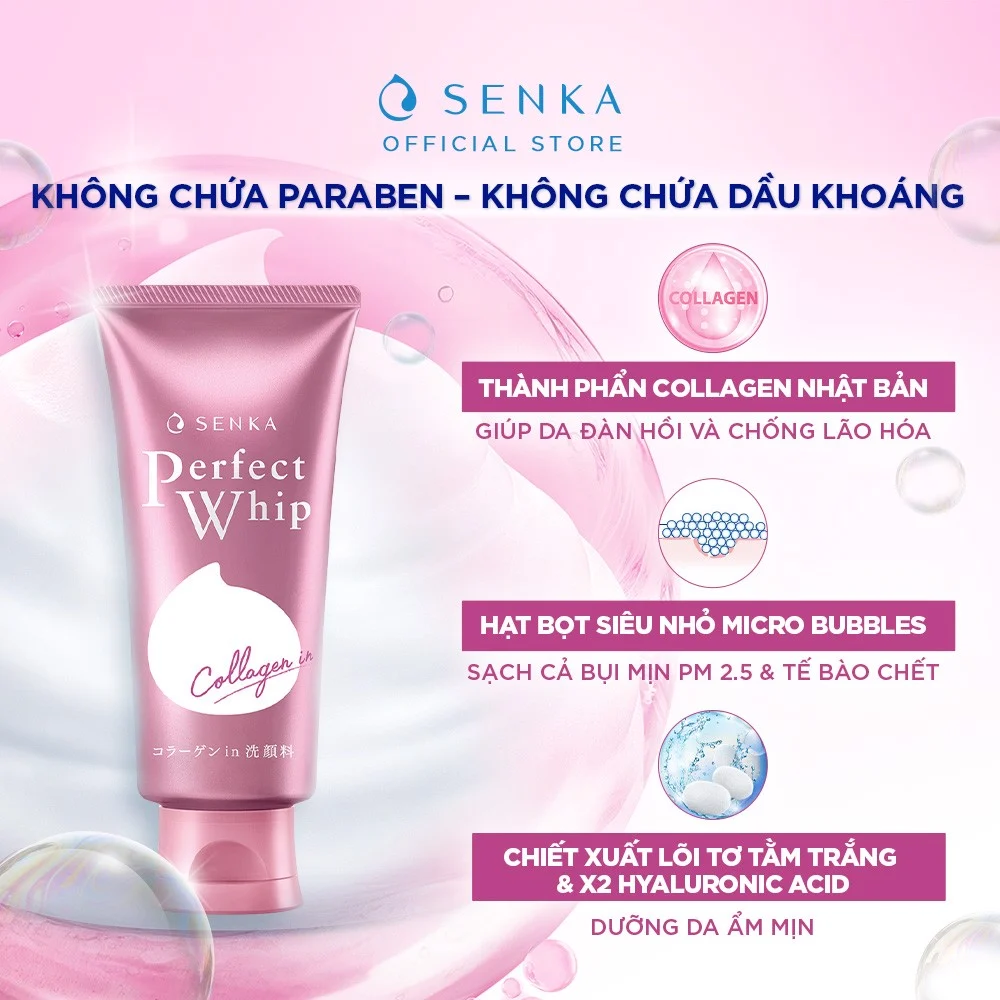 SENKA
OFFICIAL STORE
KHÔNG CHỨA PARABEN – KHÔNG CHỨA DẦU KHOÁNG
SENKA
Perfect
Whip
Collagen in
コラーゲンin洗顔料
COLLAGEN
THÀNH PHẨN COLLAGEN NHẬT BẢN
GIÚP DA ĐÀN HỒI VÀ CHỐNG LÃO HÓA
HẠT BỌT SIÊU NHỎ MICRO BUBBLES
SẠCH CẢ BỤI MỊN PM 2.5 & TẾ BÀO CHẾT
CHIẾT XUẤT LÕI TƠ TẰM TRẮNG
& X2 HYALURONIC ACID
DƯỠNG DA ẨM MỊN